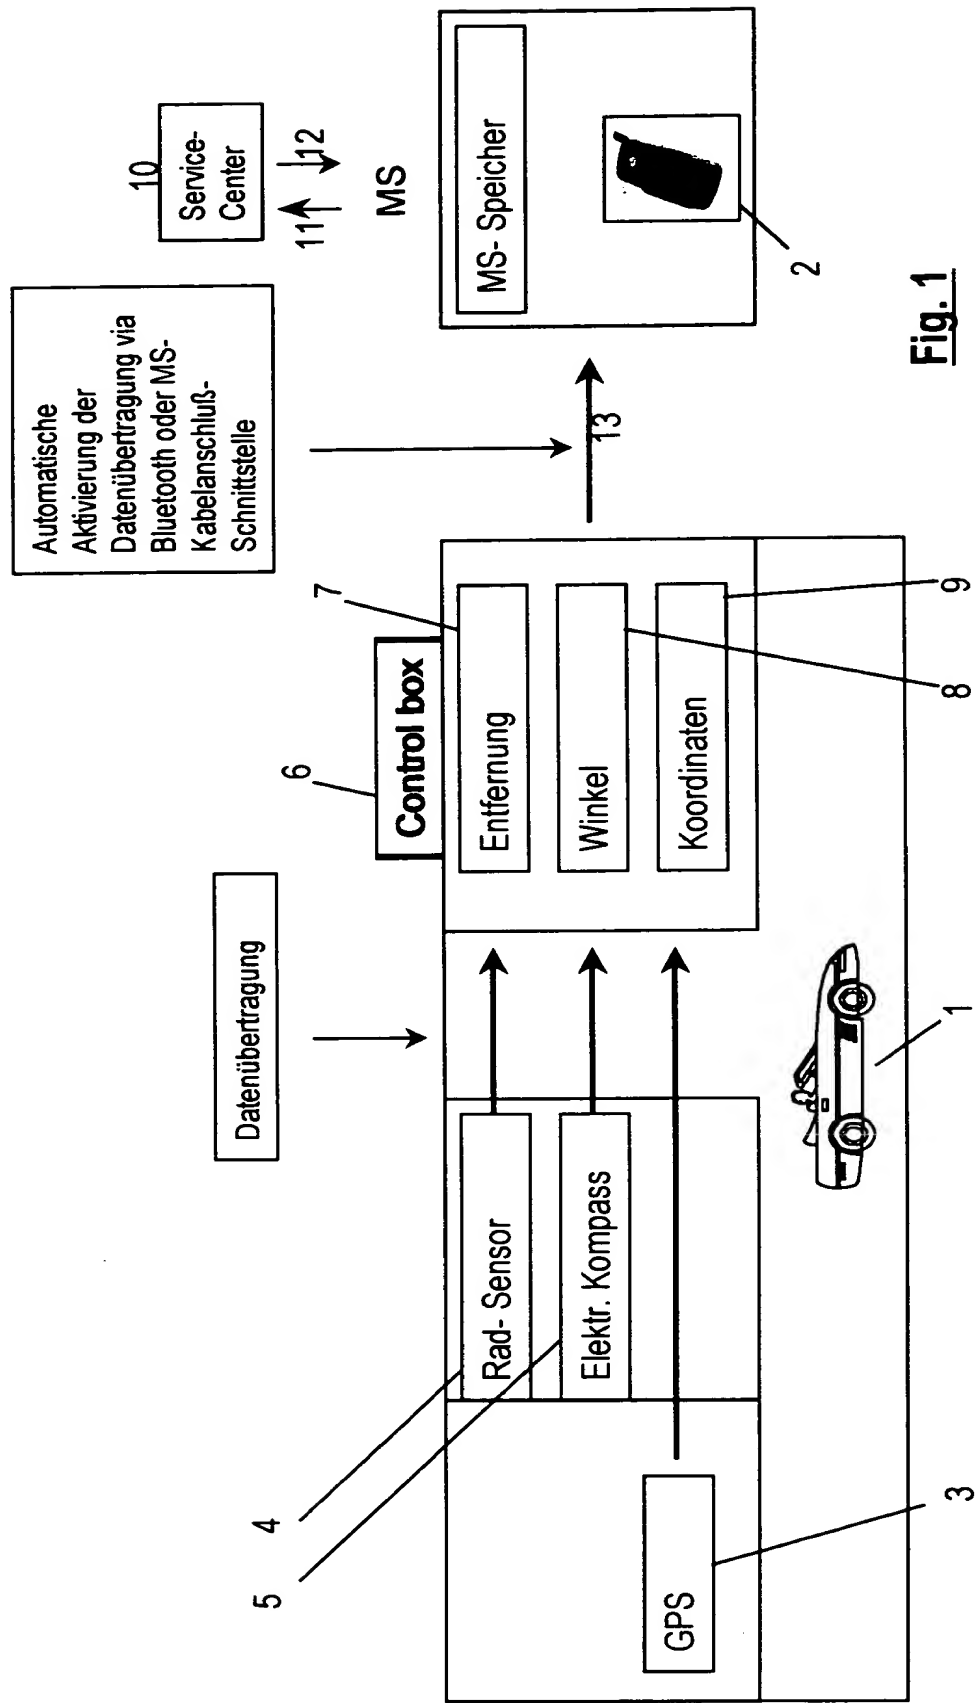 Automatische
Aktivierung der
Datenübertragung via
Bluetooth oder MS-
Kabelanschluß-
Schnittstelle
10
Service-
Center
11
12
MS
Datenübertragung
6
Control box
7
4
5
Rad- Sensor
Elektr. Kompass
GPS
3
Entfernung
Winkel
Koordinaten
8
9
13
MS- Speicher
2
1
Fig. 1